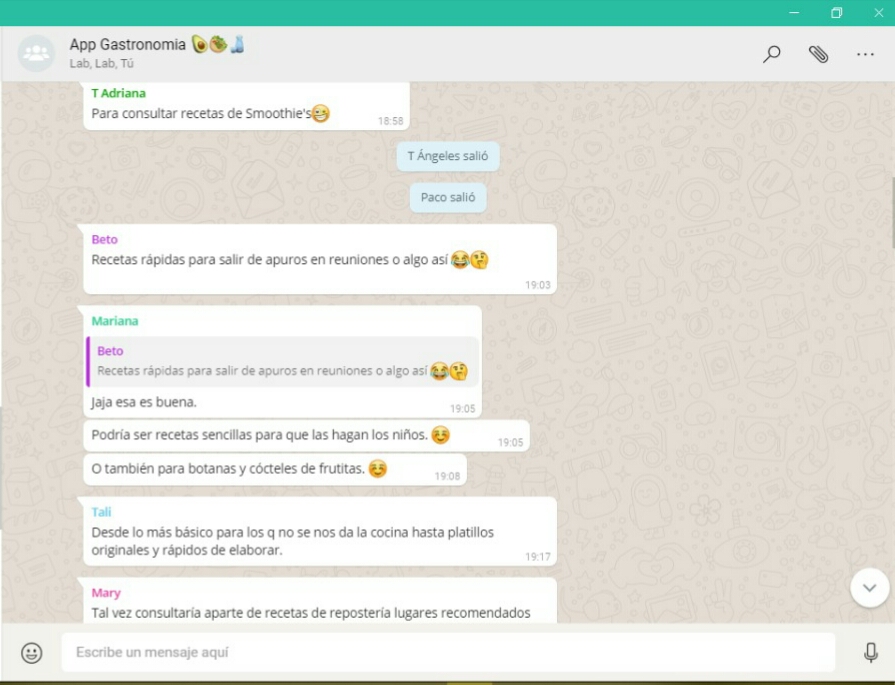 App Gastronomia 🥑🥙👗
Lab, Lab, Tú
T Adriana
Para consultar recetas de Smoothie's😁
18:58
T Ángeles salió
Paco salió
Beto
Recetas rápidas para salir de apuros en reuniones o algo así 😂🤔
19:03
Mariana
Beto
Recetas rápidas para salir de apuros en reuniones o algo así 😂🤔
Jaja esa es buena.
19:05
Podría ser recetas sencillas para que las hagan los niños. ☺️
19:05
O también para botanas y cócteles de frutitas. ☺️
19:08
Tali
Desde lo más básico para los q no se nos da la cocina hasta platillos
originales y rápidos de elaborar.
19:17
Mary
Tal vez consultaría aparte de recetas de repostería lugares recomendados
Escribe un mensaje aquí